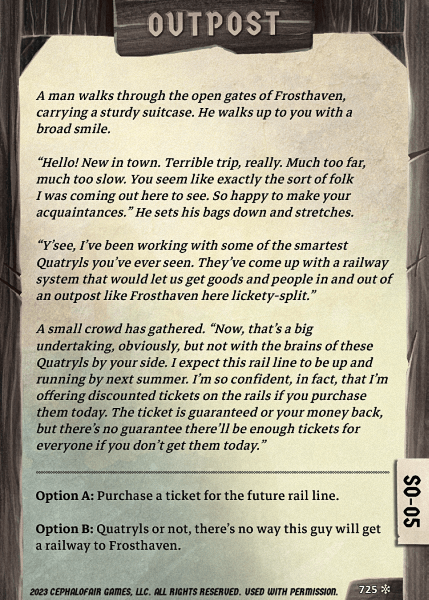 OUTPOST
A man walks through the open gates of Frosthaven,
carrying a sturdy suitcase. He walks up to you with a
broad smile.
“Hello! New in town. Terrible trip, really. Much too far,
much too slow. You seem like exactly the sort of folk
I was coming out here to see. So happy to make your
acquaintances.” He sets his bags down and stretches.
“Y’see, I’ve been working with some of the smartest
Quatryls you’ve ever seen. They’ve come up with a railway
system that would let us get goods and people in and out of
an outpost like Frosthaven here lickety-split.”
A small crowd has gathered. “Now, that’s a big
undertaking, obviously, but not with the brains of these
Quatryls by your side. I expect this rail line to be up and
running by next summer. I’m so confident, in fact, that I’m
offering discounted tickets on the rails if you purchase
them today. The ticket is guaranteed or your money back,
but there’s no guarantee there’ll be enough tickets for
everyone if you don’t get them today.”
Option A: Purchase a ticket for the future rail line.
Option B: Quatryls or not, there’s no way this guy will get
a railway to Frosthaven.
SO-05
2023 CEPHALOFAIR GAMES, LLC. ALL RIGHTS RESERVED. USED WITH PERMISSION.
725